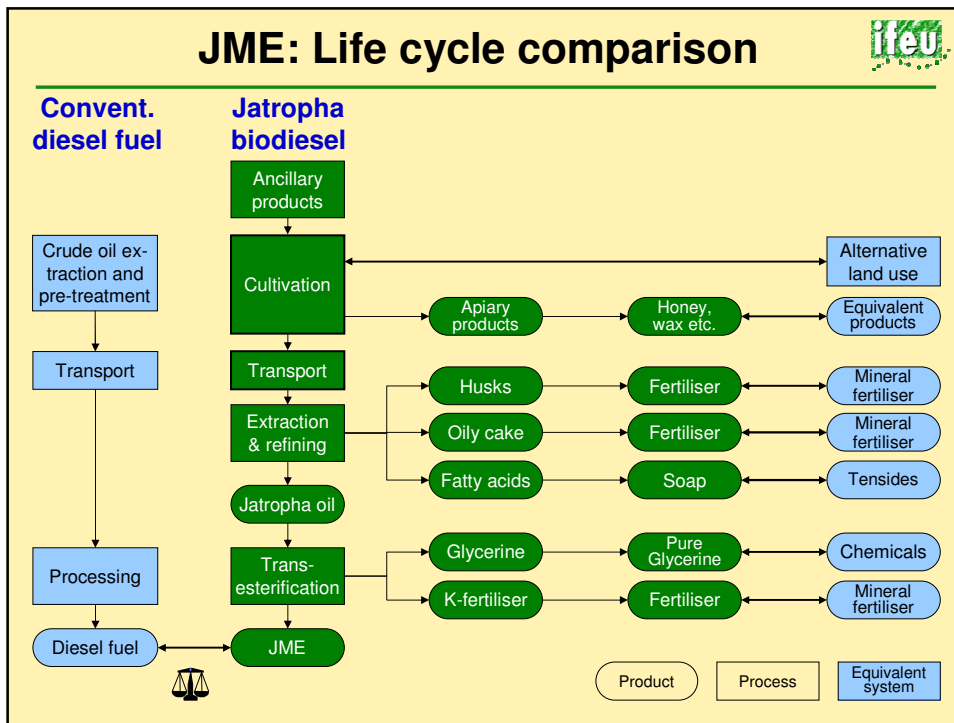 JME: Life cycle comparison
ifeu
Convent.
diesel fuel
Jatropha
biodiesel
Ancillary
products
Crude oil ex-
traction and
pre-treatment
Cultivation
Alternative
land use
Apiary
products
Honey,
wax etc.
Equivalent
products
Transport
Transport
Husks
Fertiliser
Mineral
fertiliser
Extraction
& refining
Oily cake
Fertiliser
Mineral
fertiliser
Fatty acids
Soap
Tensides
Jatropha oil
Processing
Trans-
esterification
Glycerine
Pure
Glycerine
Chemicals
K-fertiliser
Fertiliser
Mineral
fertiliser
Diesel fuel
JME
Product
Process
Equivalent
system